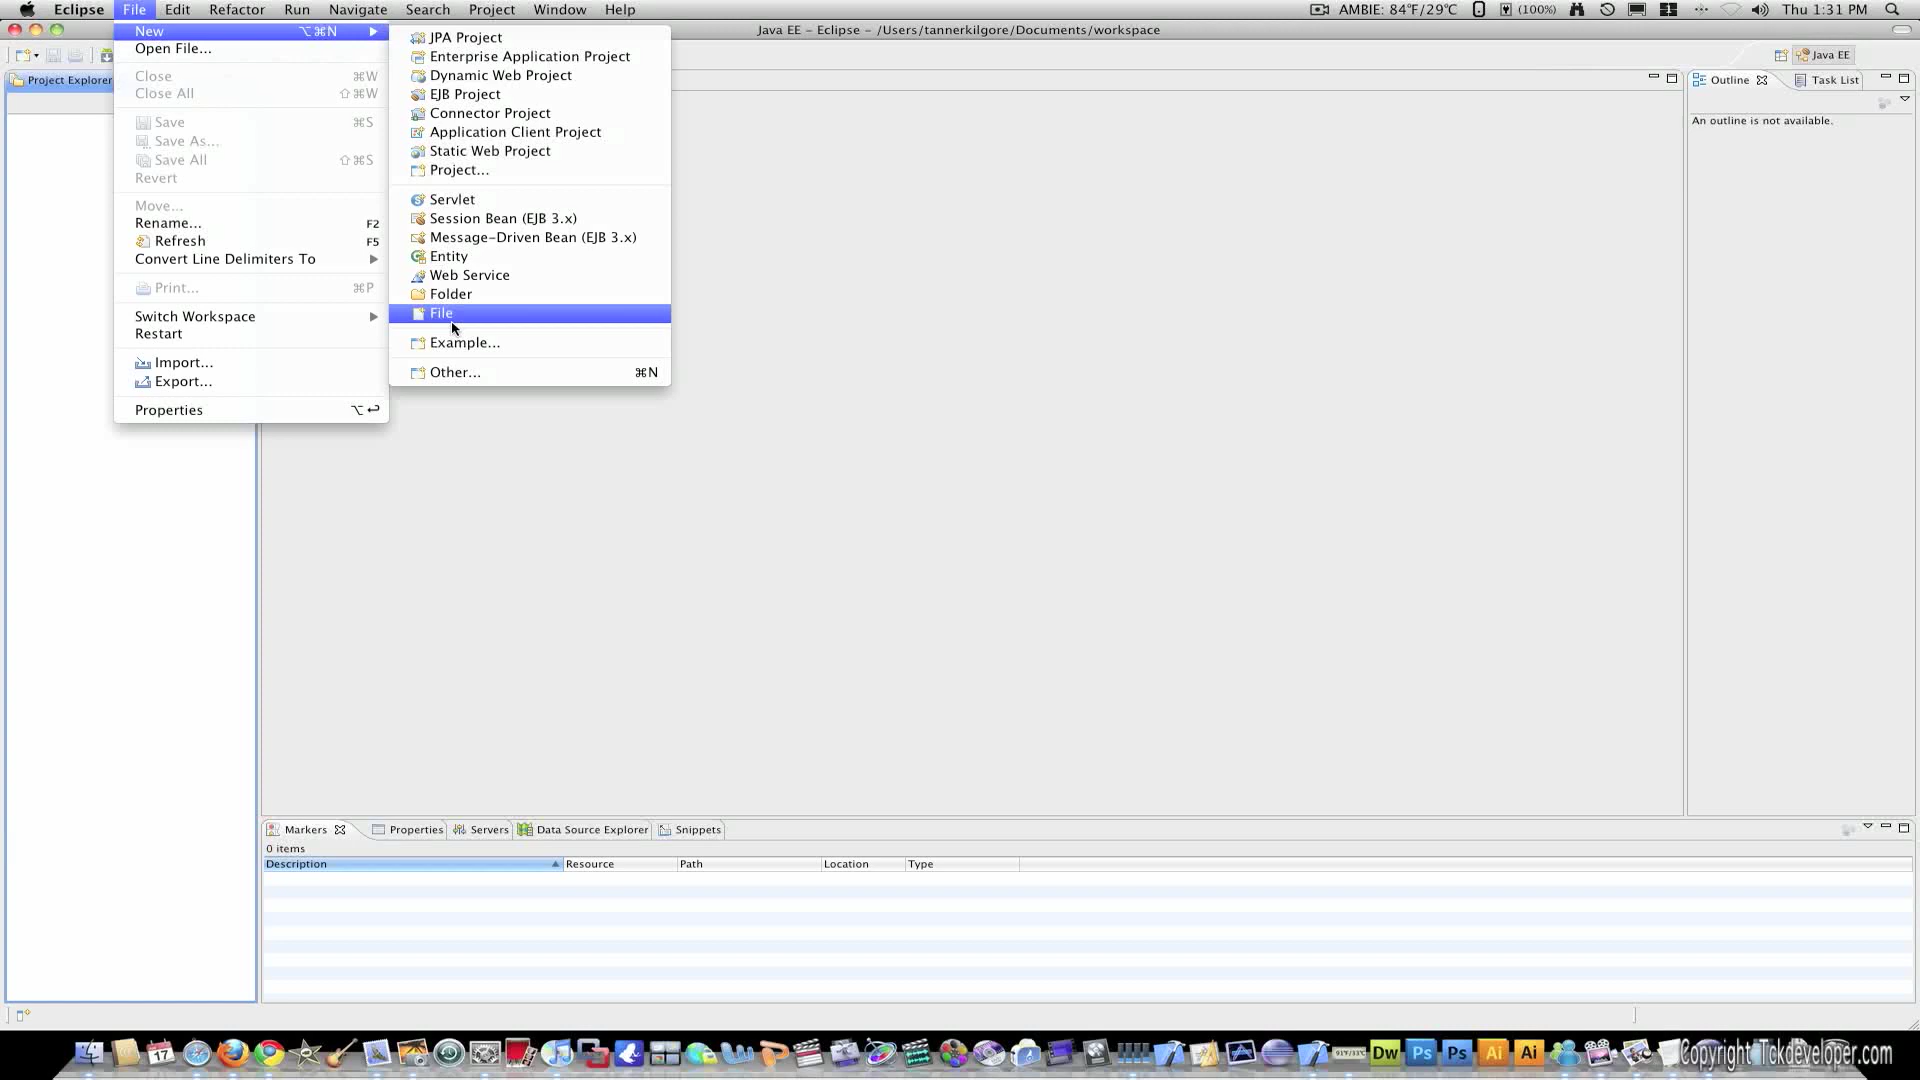 Eclipse File Edit Refactor Run Navigate Search Project Window Help AMBIE: 84°F/29°C (100%) Thu 1:31 PM
Java EE - Eclipse - /Users/tannerkilgore/Documents/workspace
Java EE
Project Explorer
New ⌥⌘N
Open File...
Close ⌘W
Close All ⇧⌘W
Save ⌘S
Save As...
Save All ⇧⌘S
Revert
Move...
Rename... F2
Refresh F5
Convert Line Delimiters To
Print... ⌘P
Switch Workspace
Restart
Import...
Export...
Properties ⌥↩
JPA Project
Enterprise Application Project
Dynamic Web Project
EJB Project
Connector Project
Application Client Project
Static Web Project
Project...
Servlet
Session Bean (EJB 3.x)
Message-Driven Bean (EJB 3.x)
Entity
Web Service
Folder
File
Example...
Other... ⌘N
Outline Task List
An outline is not available.
Markers Properties Servers Data Source Explorer Snippets
0 items
Description Resource Path Location Type
17 Dw Ps Ps Ai Ai
Copyright Tckdeveloper.com